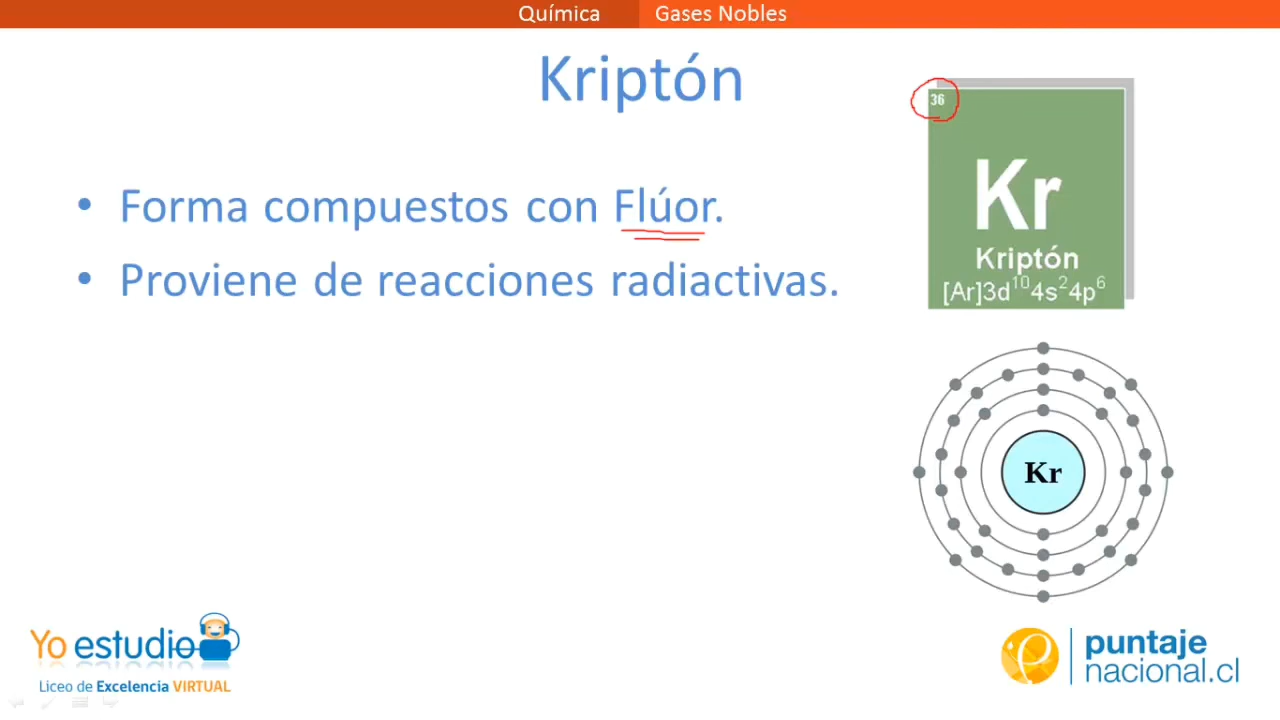 Química Gases Nobles
Kriptón
• Forma compuestos con Flúor.
• Proviene de reacciones radiactivas.
36
Kr
Kriptón
[Ar]3d¹⁰4s²4p⁶
Kr
Yo estudio
Liceo de Excelencia VIRTUAL
puntaje
nacional.cl